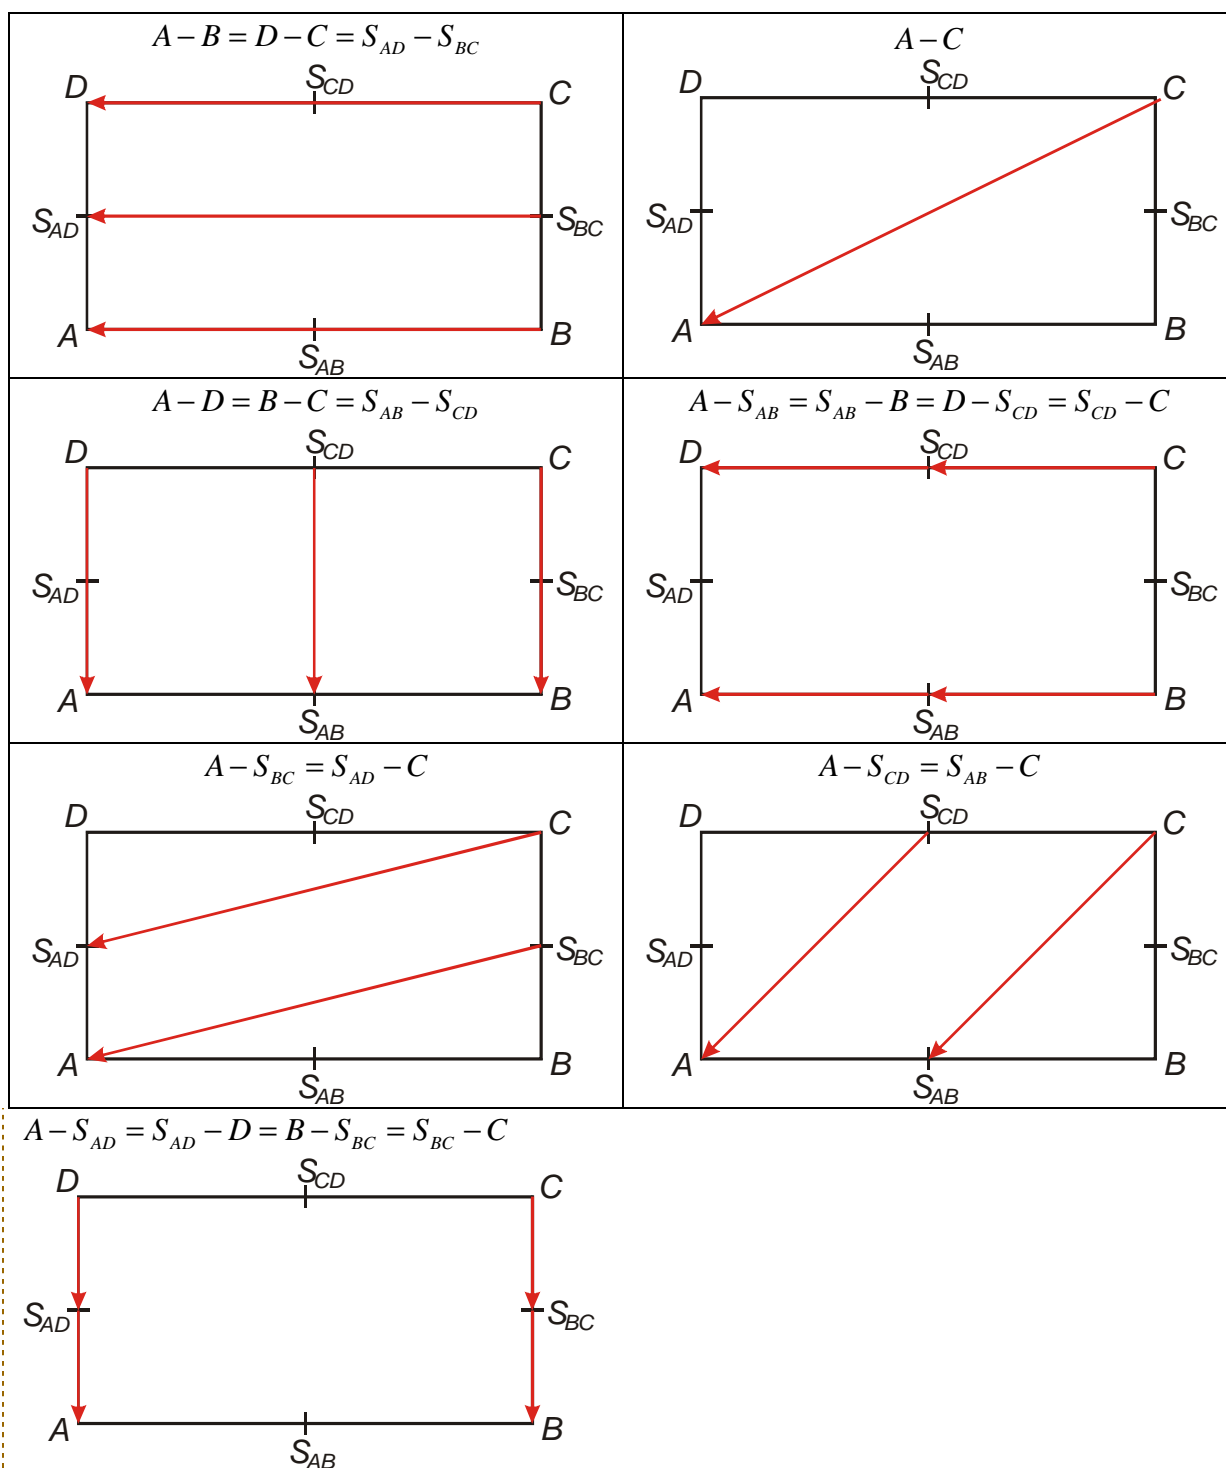 A − B = D − C = S_AD − S_BC
D S_CD C
S_AD S_BC
A S_AB B
A − C
D S_CD C
S_AD S_BC
A S_AB B
A − D = B − C = S_AB − S_CD
D S_CD C
S_AD S_BC
A S_AB B
A − S_AB = S_AB − B = D − S_CD = S_CD − C
D S_CD C
S_AD S_BC
A S_AB B
A − S_BC = S_AD − C
D S_CD C
S_AD S_BC
A S_AB B
A − S_CD = S_AB − C
D S_CD C
S_AD S_BC
A S_AB B
A − S_AD = S_AD − D = B − S_BC = S_BC − C
D S_CD C
S_AD S_BC
A S_AB B